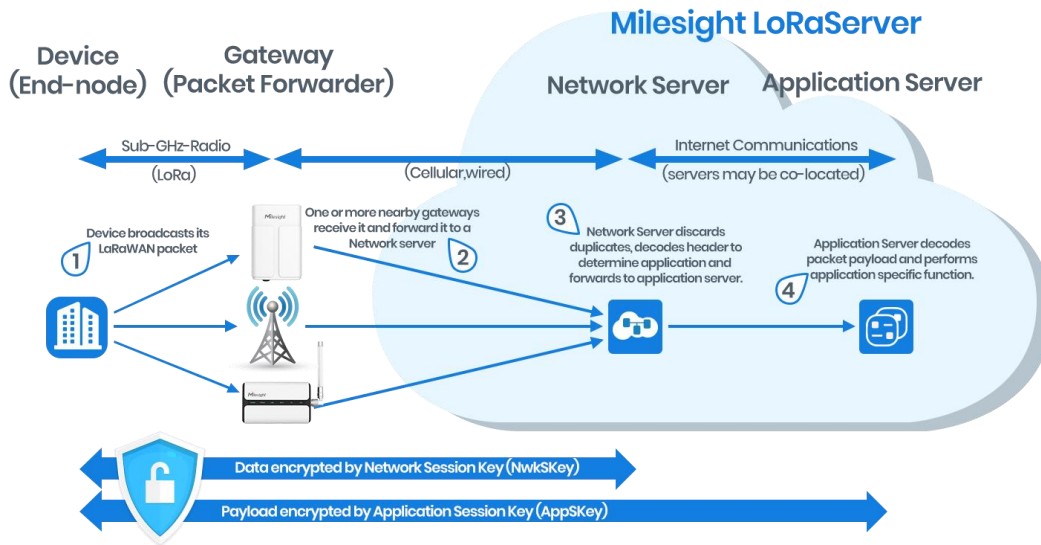 Milesight LoRaServer
Device
(End-node)
Gateway
(Packet Forwarder)
Network Server
Application Server
Sub-GHz-Radio
(LoRa)
(Cellular,wired)
Internet Communications
(servers may be co-located)
1
Device broadcasts its
LaRaWAN packet
Milesight
One or more nearby gateways
receive it and forward it to a
Network server
2
3
Network Server discards
duplicates, decodes header to
determine application and
forwards to application server.
Application Server decodes
packet payload and performs
application specific function.
4
Milesight
Data encrypted by Network Session Key (NwkSKey)
Payload encrypted by Application Session Key (AppSKey)